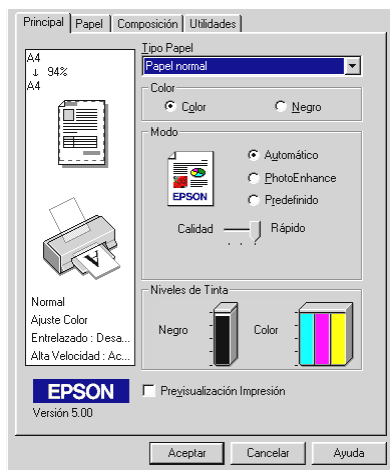 Principal Papel Composición Utilidades
A4
↓ 94%
A4
Normal
Ajuste Color
Entrelazado : Desa...
Alta Velocidad : Ac...
EPSON
Versión 5.00
Tipo Papel
Papel normal
Color
Color Negro
Modo
EPSON
Automático
PhotoEnhance
Predefinido
Calidad Rápido
Niveles de Tinta
Negro Color
Previsualización Impresión
Aceptar Cancelar Ayuda